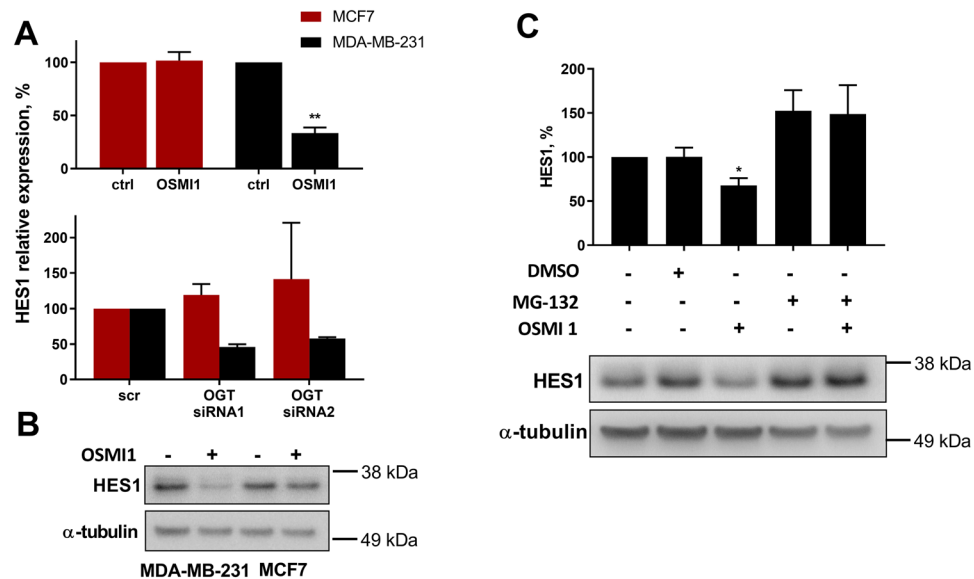 A
MCF7
MDA-MB-231
HES1 relative expression, %
100
50
0
ctrl OSMI1 ctrl OSMI1
**
200
150
100
50
0
scr OGT siRNA1 OGT siRNA2
B
OSMI1 - + - +
HES1 38 kDa
α-tubulin 49 kDa
MDA-MB-231 MCF7
C
HES1, %
200
150
100
50
0
*
DMSO - + - - -
MG-132 - - - + +
OSMI 1 - - + - +
HES1 38 kDa
α-tubulin 49 kDa